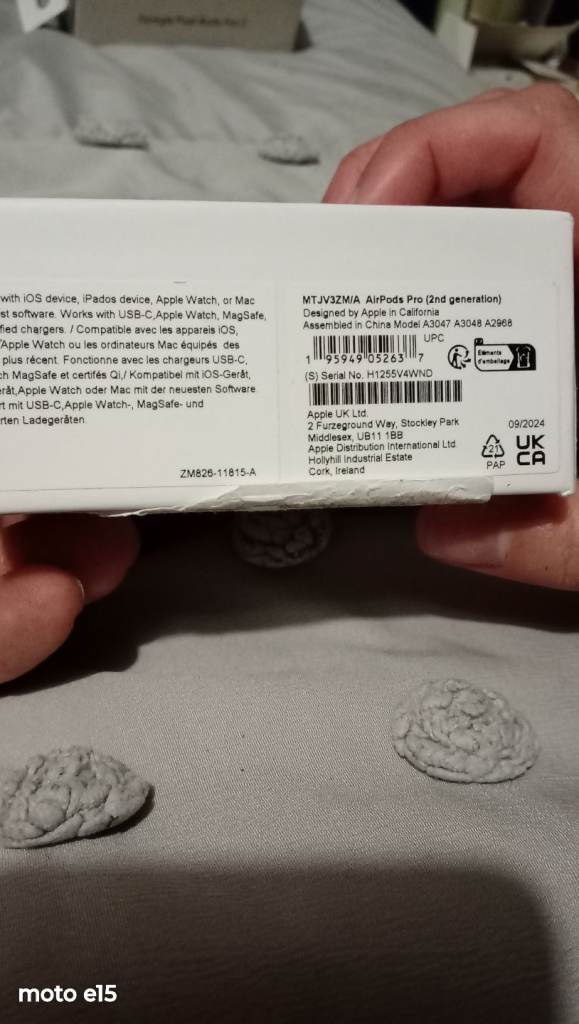 Google Pixel Buds Pro 2
with iOS device, iPados device, Apple Watch, or Mac
st software. Works with USB-C,Apple Watch, MagSafe,
fied chargers. / Compatible avec les appareils iOS,
'Apple Watch ou les ordinateurs Mac équipés des
plus récent. Fonctionne avec les chargeurs USB-C,
ch MagSafe et certifés Qi,/ Kompatibel mit iOS-Gerät,
erät,Apple Watch oder Mac mit der neuesten Software
rt mit USB-C,Apple Watch-, MagSafe- und
rten Ladegeräten.
ZM826-11815-A
MTJV3ZM/A AirPods Pro (2nd generation)
Designed by Apple in California
Assembled in China Model A3047 A3048 A2968
UPC
1 95949 05263 7
Éléments
d'emballage
(S) Serial No. H1255V4WND
Apple UK Ltd.
2 Furzeground Way, Stockley Park
Middlesex, UB11 1BB
Apple Distribution International Ltd
Hollyhill Industrial Estate
Cork, Ireland
09/2024
21
PAP
UK
CA
moto e15